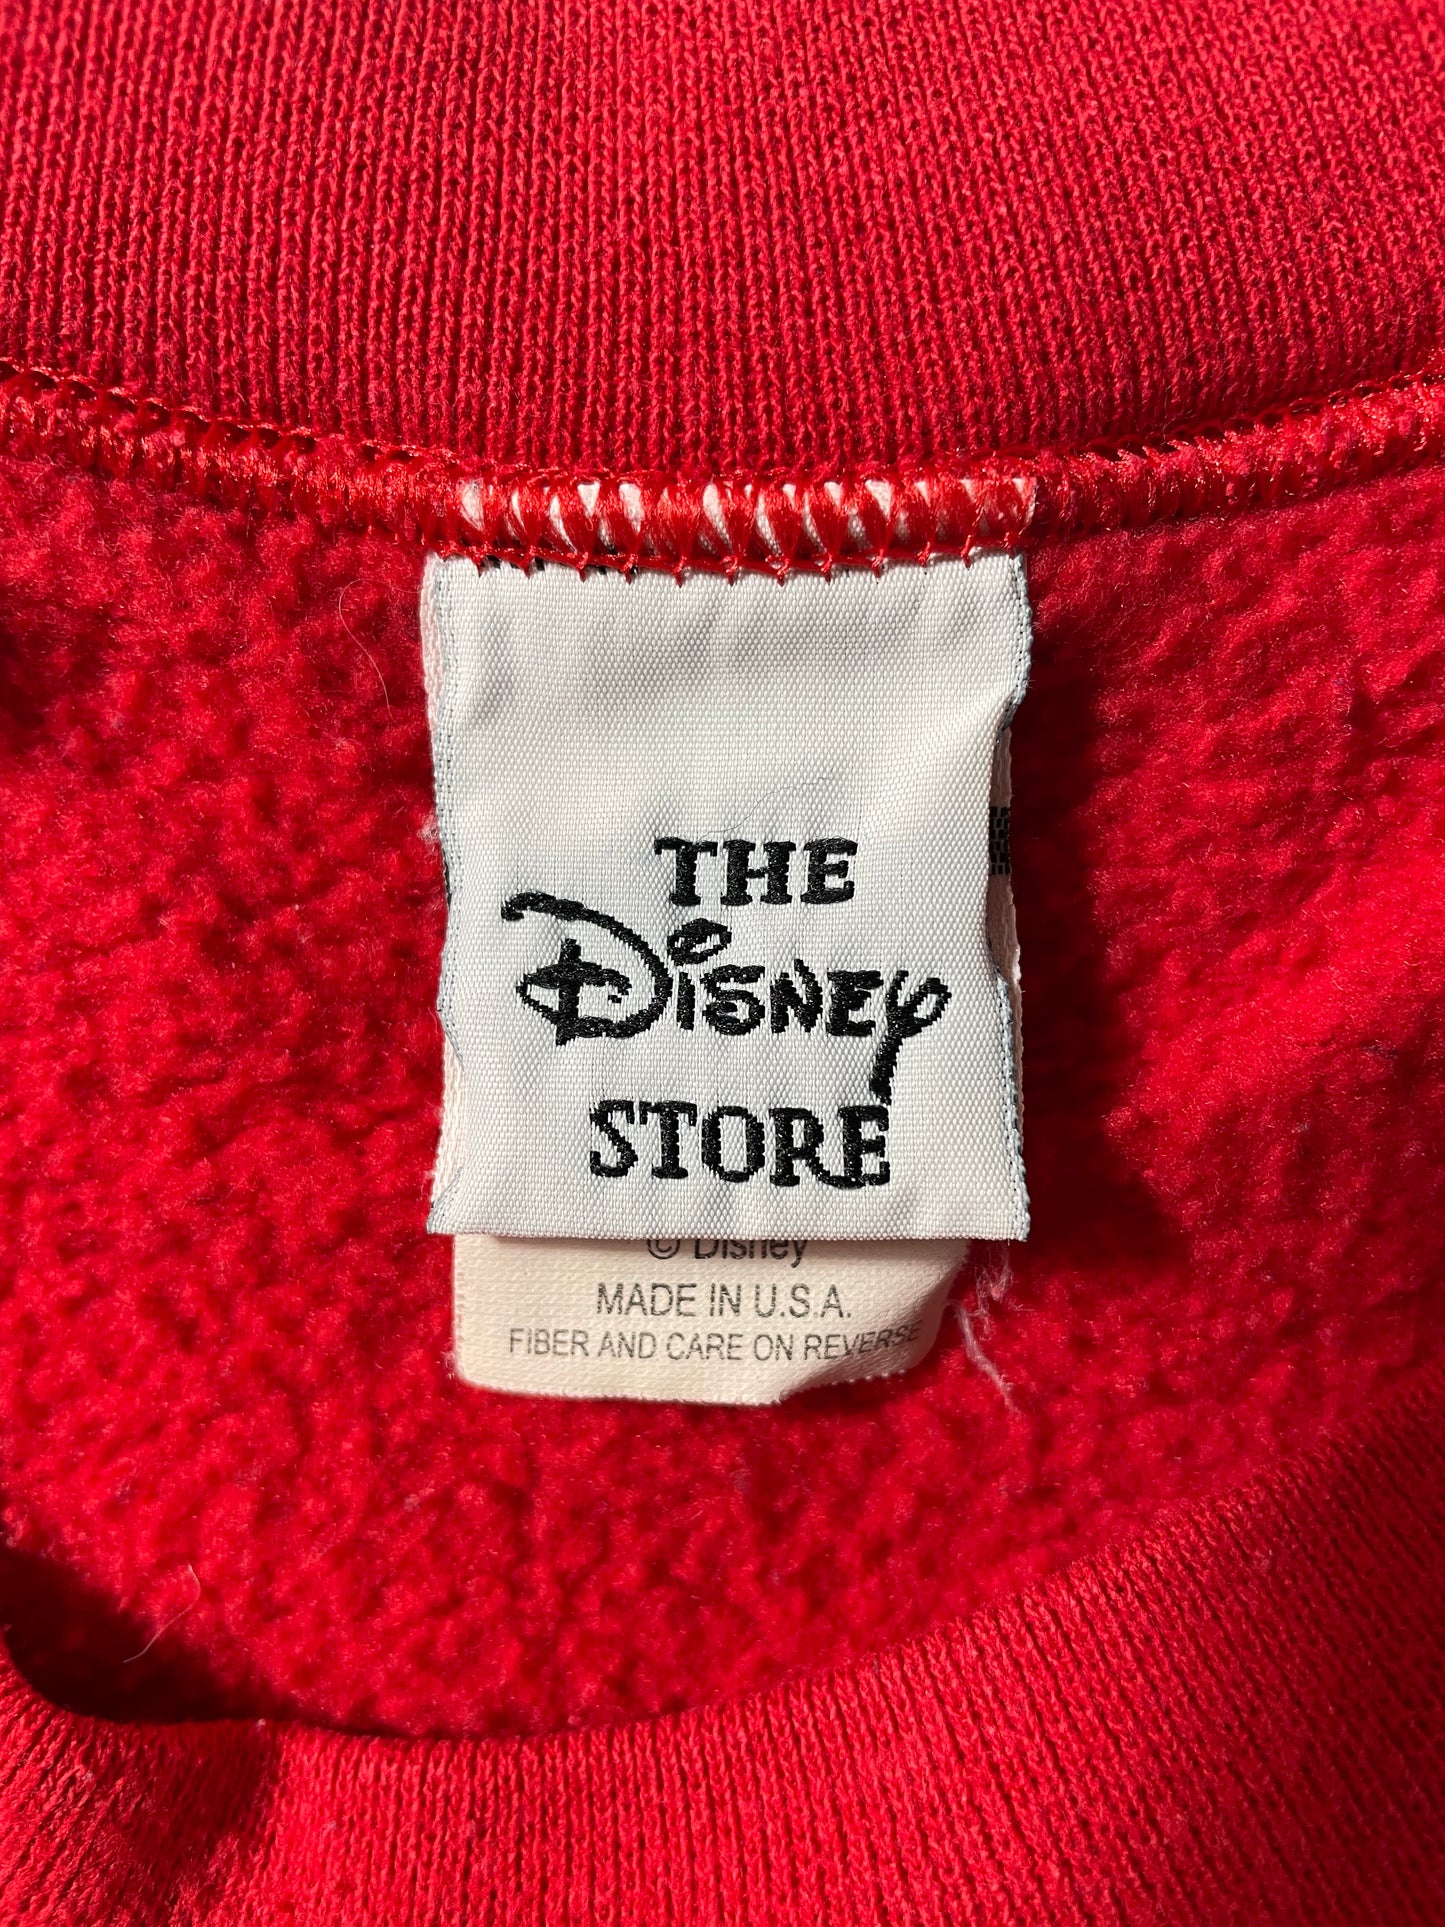 THE
Disney
STORE
© Disney
MADE IN U.S.A.
FIBER AND CARE ON REVERSE